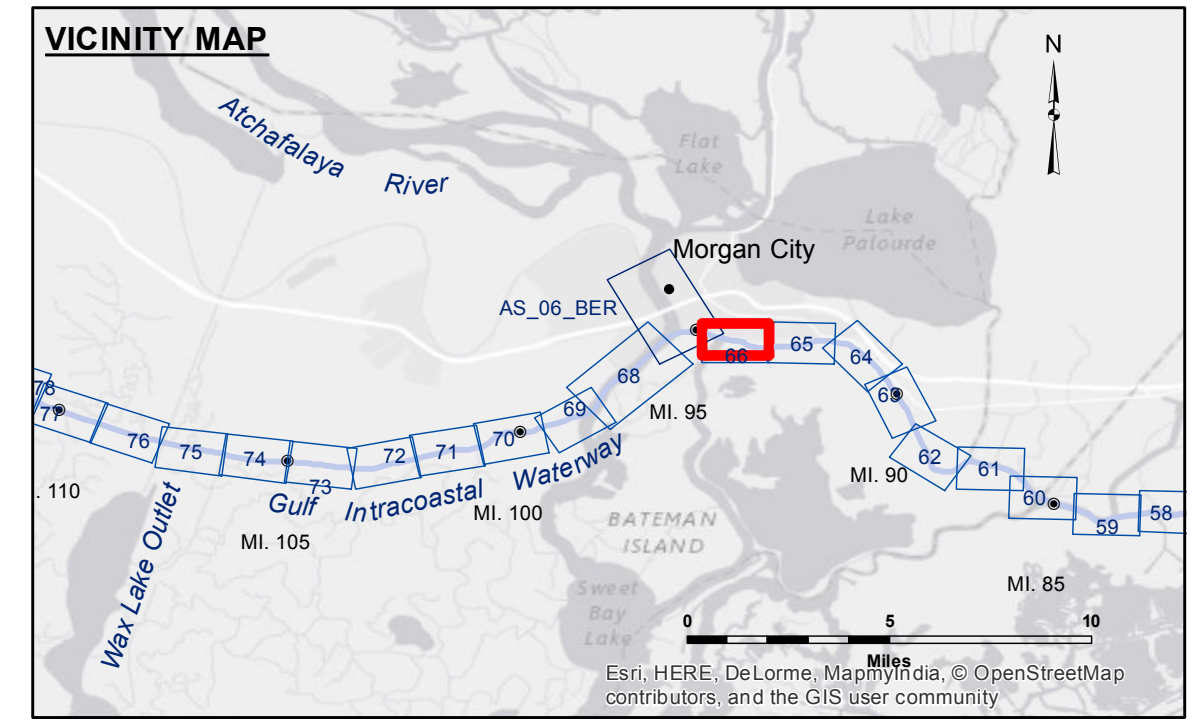 VICINITY MAP
N
Atchafalaya
River
Flat
Lake
Lake
Palourde
Morgan City
AS_06_BER
66
65
64
63
68
MI. 95
69
62
61
78
77
76
75
74
73
72
71
70
60
59
58
MI. 90
. 110
Wax Lake Outlet
Gulf Intracoastal Waterway
MI. 105
MI. 100
BATEMAN
ISLAND
MI. 85
Sweet
Bay
Lake
0 5 10
Miles
Esri, HERE, DeLorme, MapmyIndia, © OpenStreetMap
contributors, and the GIS user community